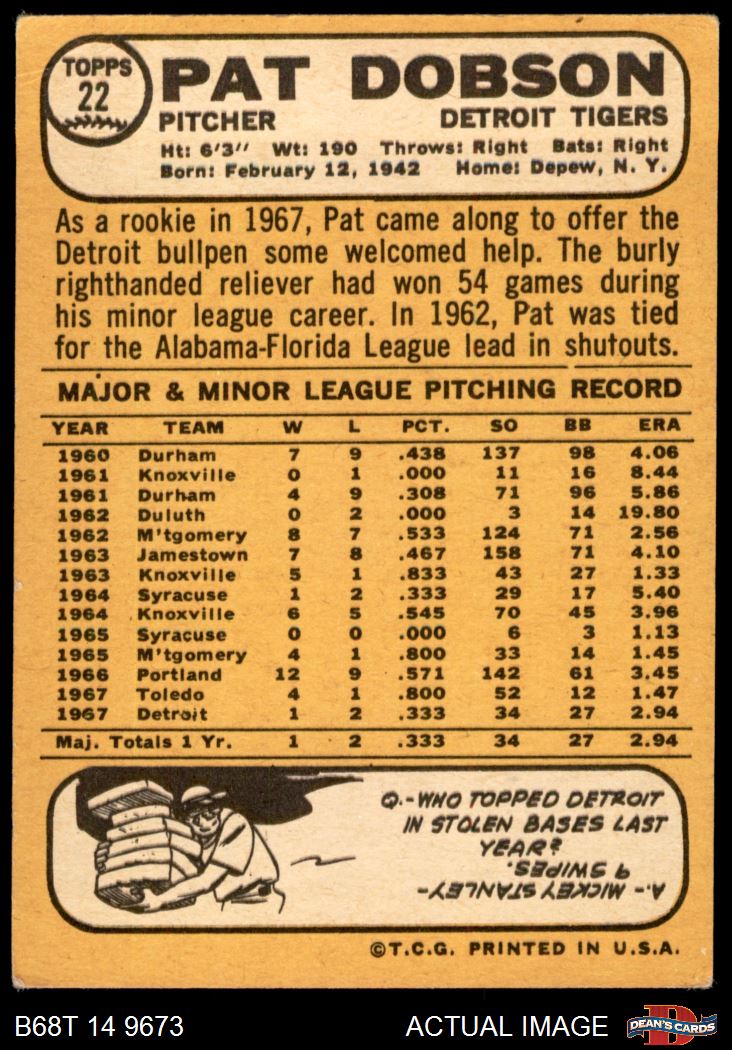 TOPPS
22
PAT DOBSON
PITCHER DETROIT TIGERS
Ht: 6'3" Wt: 190 Throws: Right Bats: Right
Born: February 12, 1942 Home: Depew, N. Y.
As a rookie in 1967, Pat came along to offer the
Detroit bullpen some welcomed help. The burly
righthanded reliever had won 54 games during
his minor league career. In 1962, Pat was tied
for the Alabama-Florida League lead in shutouts.
MAJOR & MINOR LEAGUE PITCHING RECORD
YEAR TEAM W L PCT. SO BB ERA
1960 Durham 7 9 .438 137 98 4.06
1961 Knoxville 0 1 .000 11 16 8.44
1961 Durham 4 9 .308 71 96 5.86
1962 Duluth 0 2 .000 3 14 19.80
1962 M'tgomery 8 7 .533 124 71 2.56
1963 Jamestown 7 8 .467 158 71 4.10
1963 Knoxville 5 1 .833 43 27 1.33
1964 Syracuse 1 2 .333 29 17 5.40
1964 Knoxville 6 5 .545 70 45 3.96
1965 Syracuse 0 0 .000 6 3 1.13
1965 M'tgomery 4 1 .800 33 14 1.45
1966 Portland 12 9 .571 142 61 3.45
1967 Toledo 4 1 .800 52 12 1.47
1967 Detroit 1 2 .333 34 27 2.94
Maj. Totals 1 Yr. 1 2 .333 34 27 2.94
Q.-WHO TOPPED DETROIT
IN STOLEN BASES LAST
YEAR?
A.- MICKEY STANLEY-
9 SWIPES.
©T.C.G. PRINTED IN U.S.A.
B68T 14 9673 ACTUAL IMAGE
DEAN'S CARDS